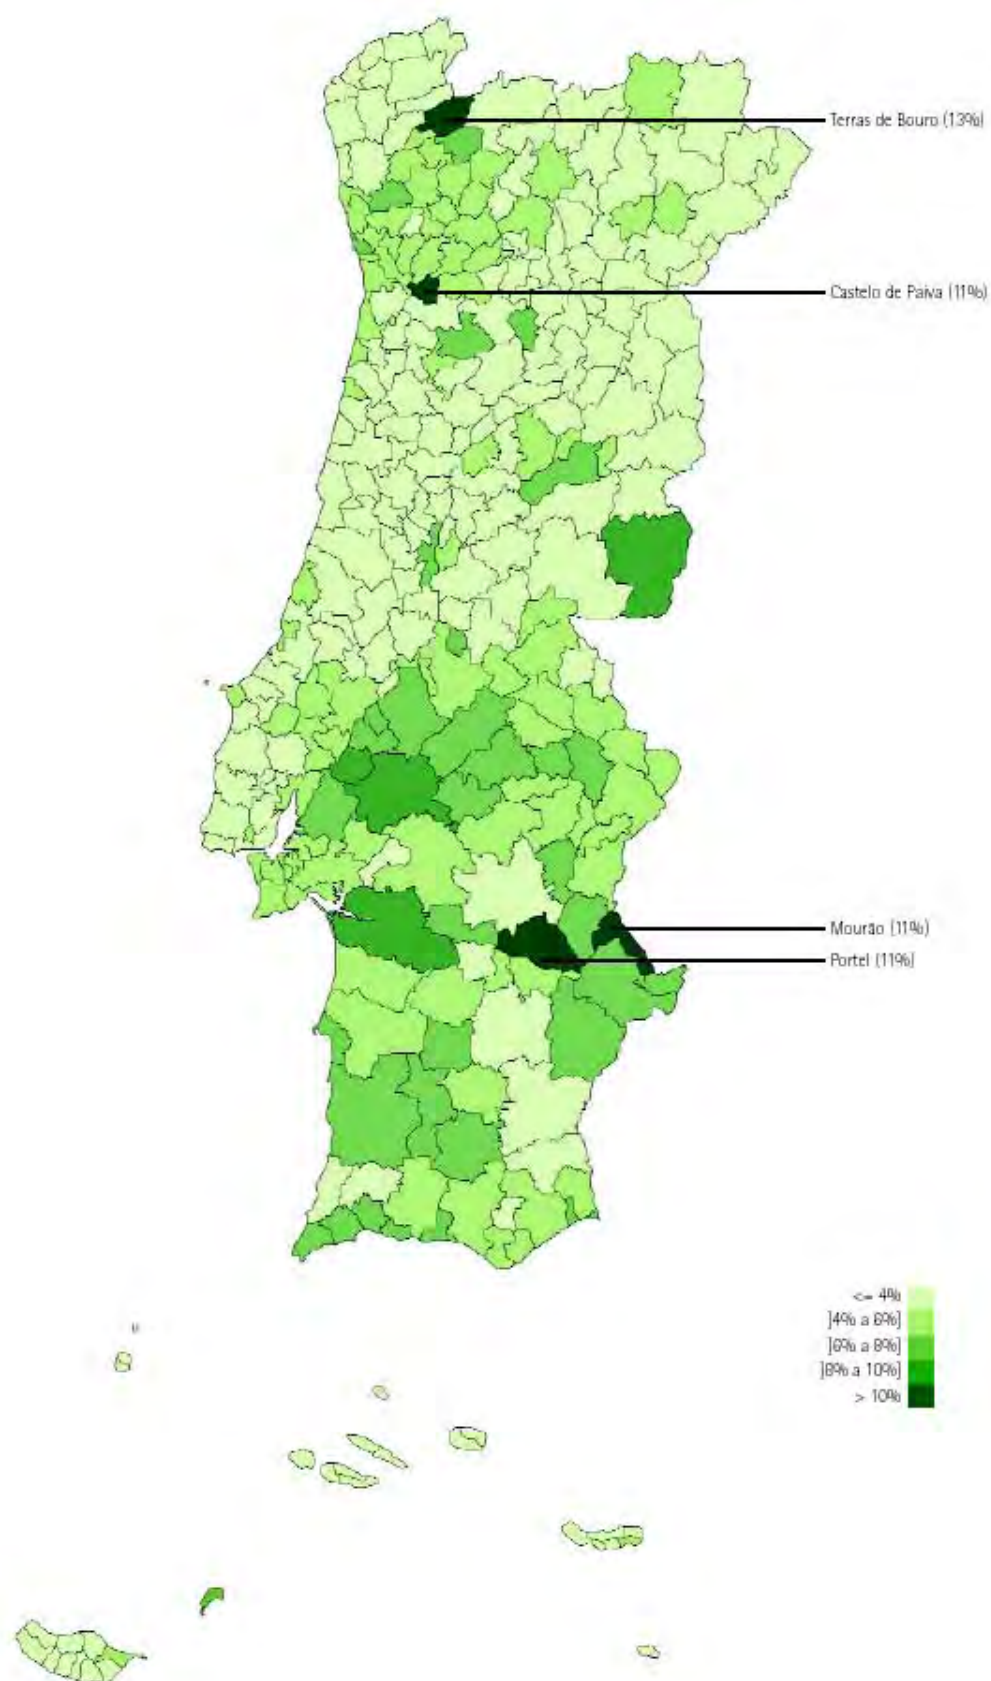 Terras de Bouro (13%)
Castelo de Paiva (11%)
Mourão (11%)
Portel (11%)
<= 4%
]4% a 6%]
]6% a 8%]
]8% a 10%]
> 10%